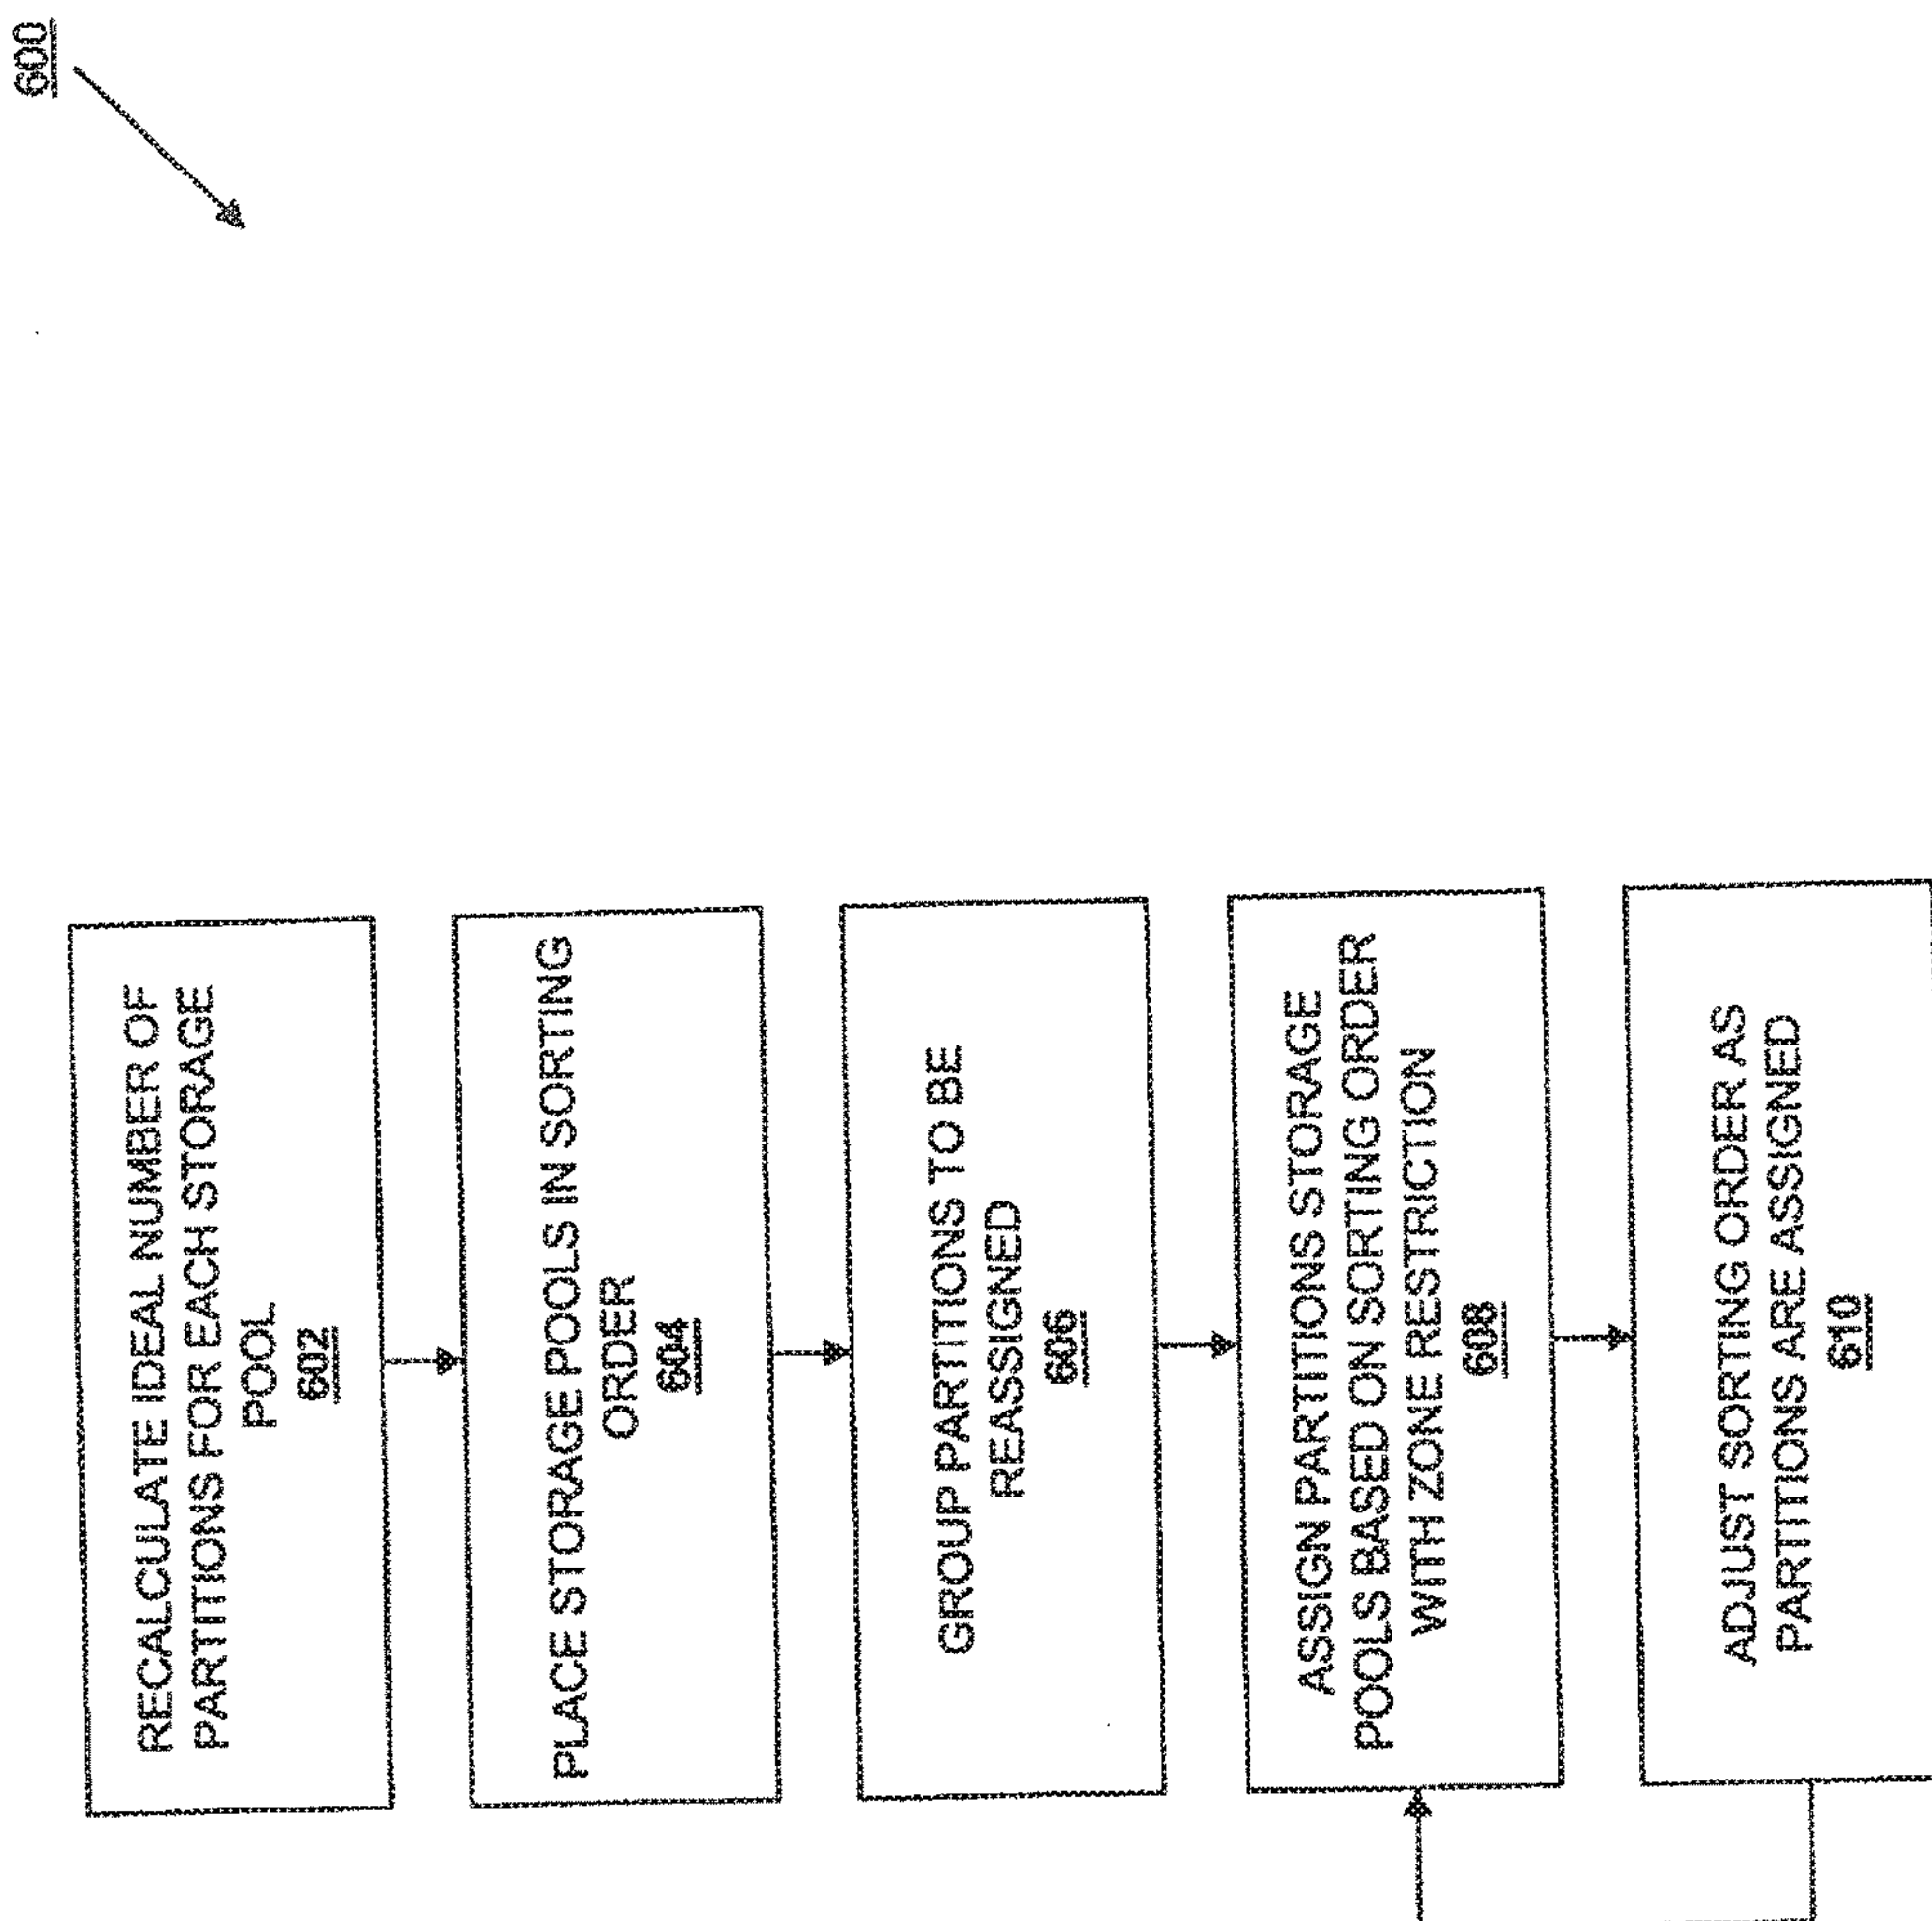 600
RECALCULATE IDEAL NUMBER OF
PARTITIONS FOR EACH STORAGE
POOL
602
PLACE STORAGE POOLS IN SORTING
ORDER
604
GROUP PARTITIONS TO BE
REASSIGNED
606
ASSIGN PARTITIONS STORAGE
POOLS BASED ON SORTING ORDER
WITH ZONE RESTRICTION
608
ADJUST SORTING ORDER AS
PARTITIONS ARE ASSIGNED
610